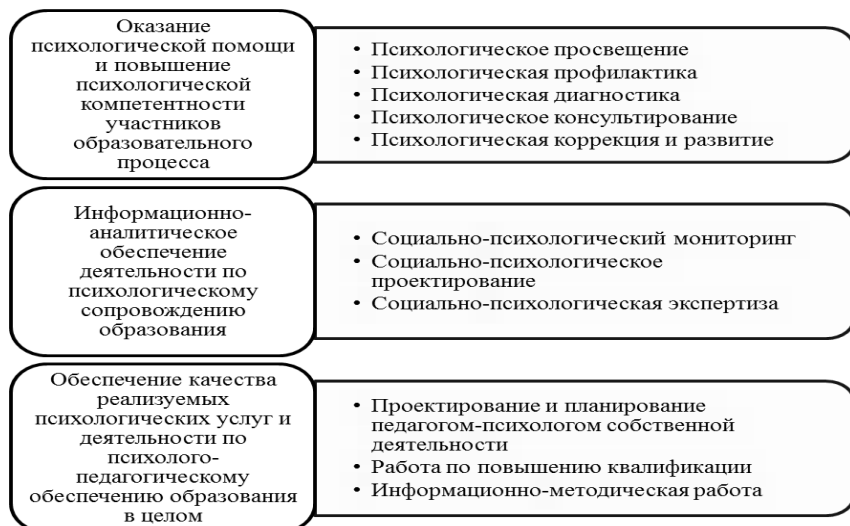 Оказание
психологической помощи
и повышение
психологической
компетентности
участников
образовательного
процесса
• Психологическое просвещение
• Психологическая профилактика
• Психологическая диагностика
• Психологическое консультирование
• Психологическая коррекция и развитие
Информационно-
аналитическое
обеспечение
деятельности по
психологическому
сопровождению
образования
• Социально-психологический мониторинг
• Социально-психологическое
проектирование
• Социально-психологическая экспертиза
Обеспечение качества
реализуемых
психологических услуг и
деятельности по
психолого-
педагогическому
обеспечению образования
в целом
• Проектирование и планирование
педагогом-психологом собственной
деятельности
• Работа по повышению квалификации
• Информационно-методическая работа